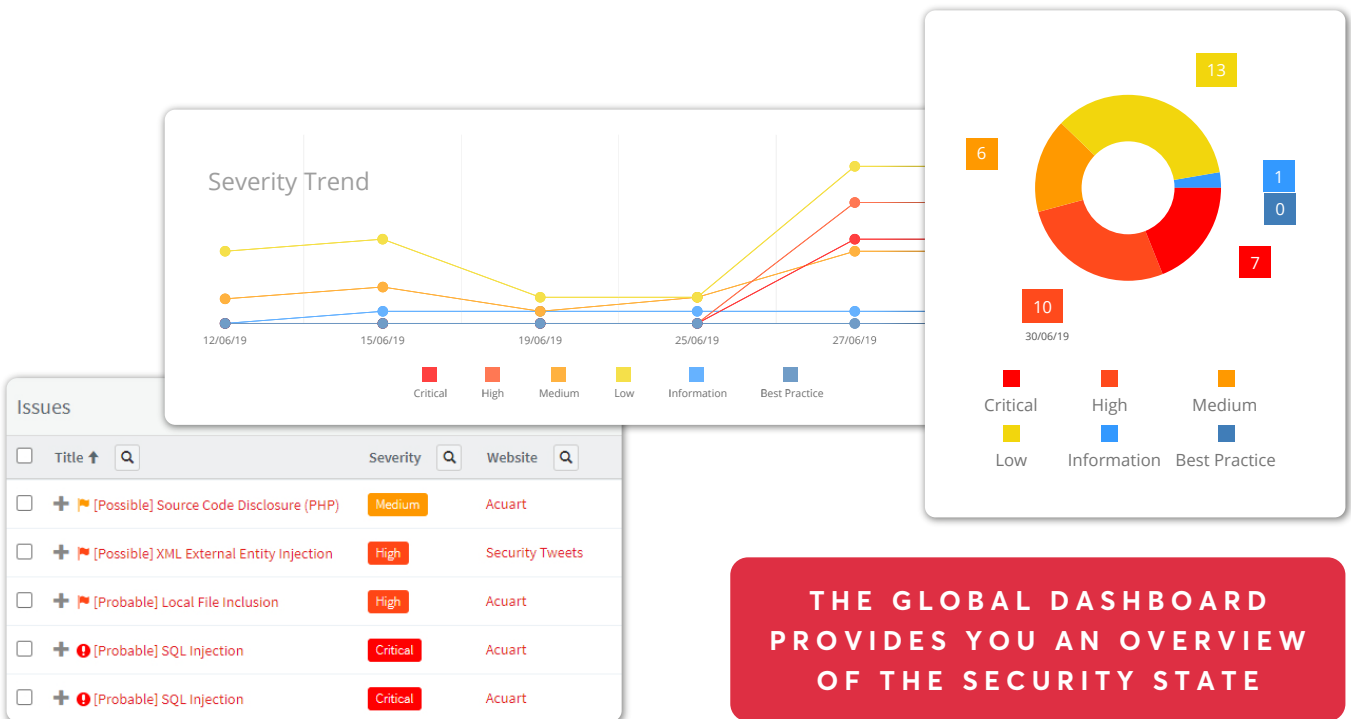 Severity Trend
12/06/19
15/06/19
19/06/19
25/06/19
27/06/19
Critical
High
Medium
Low
Information
Best Practice
13
6
1
0
7
10
30/06/19
Critical
High
Medium
Low
Information
Best Practice
Issues
Title Severity Website
[Possible] Source Code Disclosure (PHP) Medium Acuart
[Possible] XML External Entity Injection High Security Tweets
[Probable] Local File Inclusion High Acuart
[Probable] SQL Injection Critical Acuart
[Probable] SQL Injection Critical Acuart
THE GLOBAL DASHBOARD
PROVIDES YOU AN OVERVIEW
OF THE SECURITY STATE